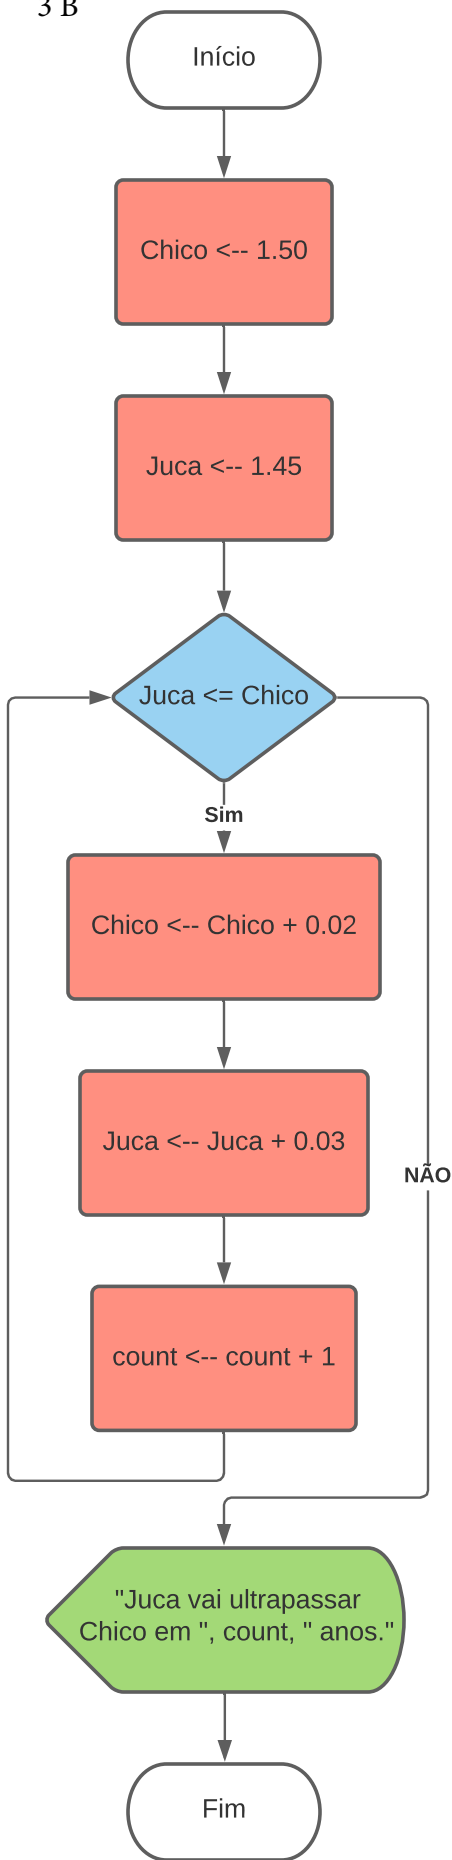 3 B
Início
Chico <-- 1.50
Juca <-- 1.45
Juca <= Chico
Sim
Chico <-- Chico + 0.02
Juca <-- Juca + 0.03
NÃO
count <-- count + 1
"Juca vai ultrapassar
Chico em ", count, " anos."
Fim